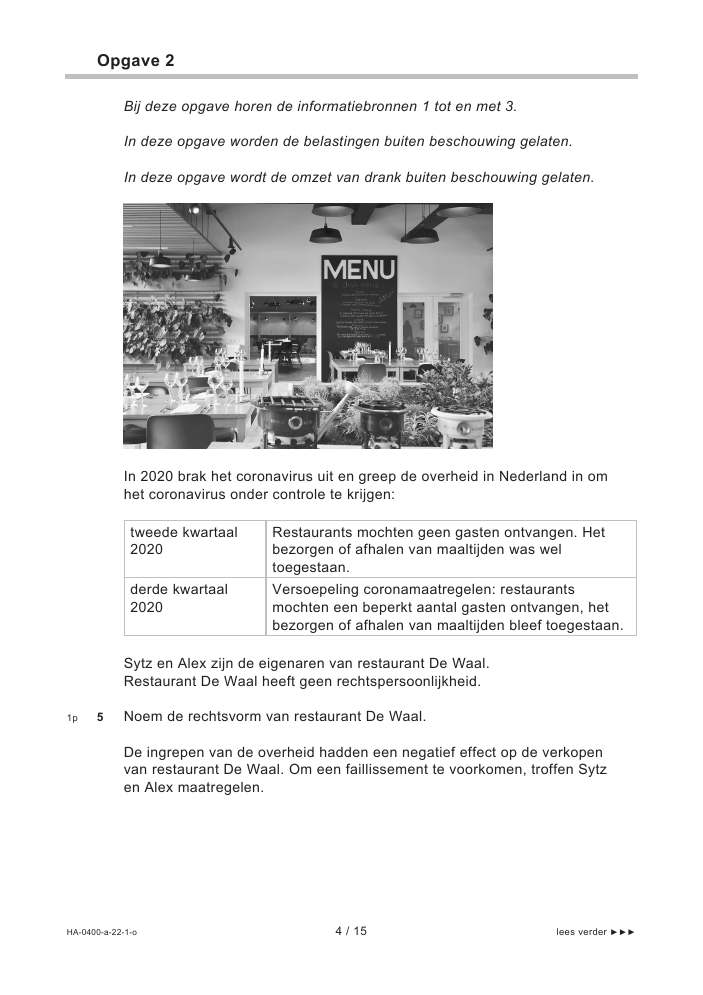 Opgave 2
Bij deze opgave horen de informatiebronnen 1 tot en met 3.
In deze opgave worden de belastingen buiten beschouwing gelaten.
In deze opgave wordt de omzet van drank buiten beschouwing gelaten.
MENU
In 2020 brak het coronavirus uit en greep de overheid in Nederland in om
het coronavirus onder controle te krijgen:
tweede kwartaal
2020
Restaurants mochten geen gasten ontvangen. Het
bezorgen of afhalen van maaltijden was wel
toegestaan.
derde kwartaal
2020
Versoepeling coronamaatregelen: restaurants
mochten een beperkt aantal gasten ontvangen, het
bezorgen of afhalen van maaltijden bleef toegestaan.
Sytz en Alex zijn de eigenaren van restaurant De Waal.
Restaurant De Waal heeft geen rechtspersoonlijkheid.
1p 5 Noem de rechtsvorm van restaurant De Waal.
De ingrepen van de overheid hadden een negatief effect op de verkopen
van restaurant De Waal. Om een faillissement te voorkomen, troffen Sytz
en Alex maatregelen.
HA-0400-a-22-1-o 4 / 15 lees verder ►►►